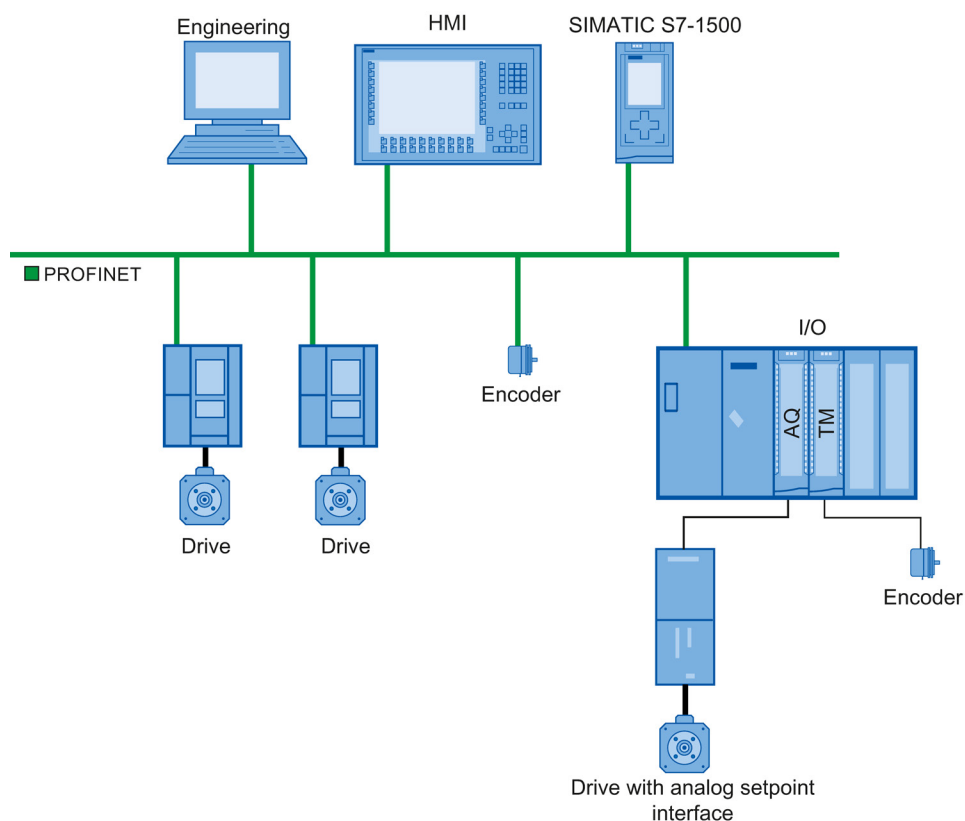 Engineering
HMI
SIMATIC S7-1500
PROFINET
I/O
AQ
TM
Encoder
Drive
Drive
Encoder
Drive with analog setpoint
interface